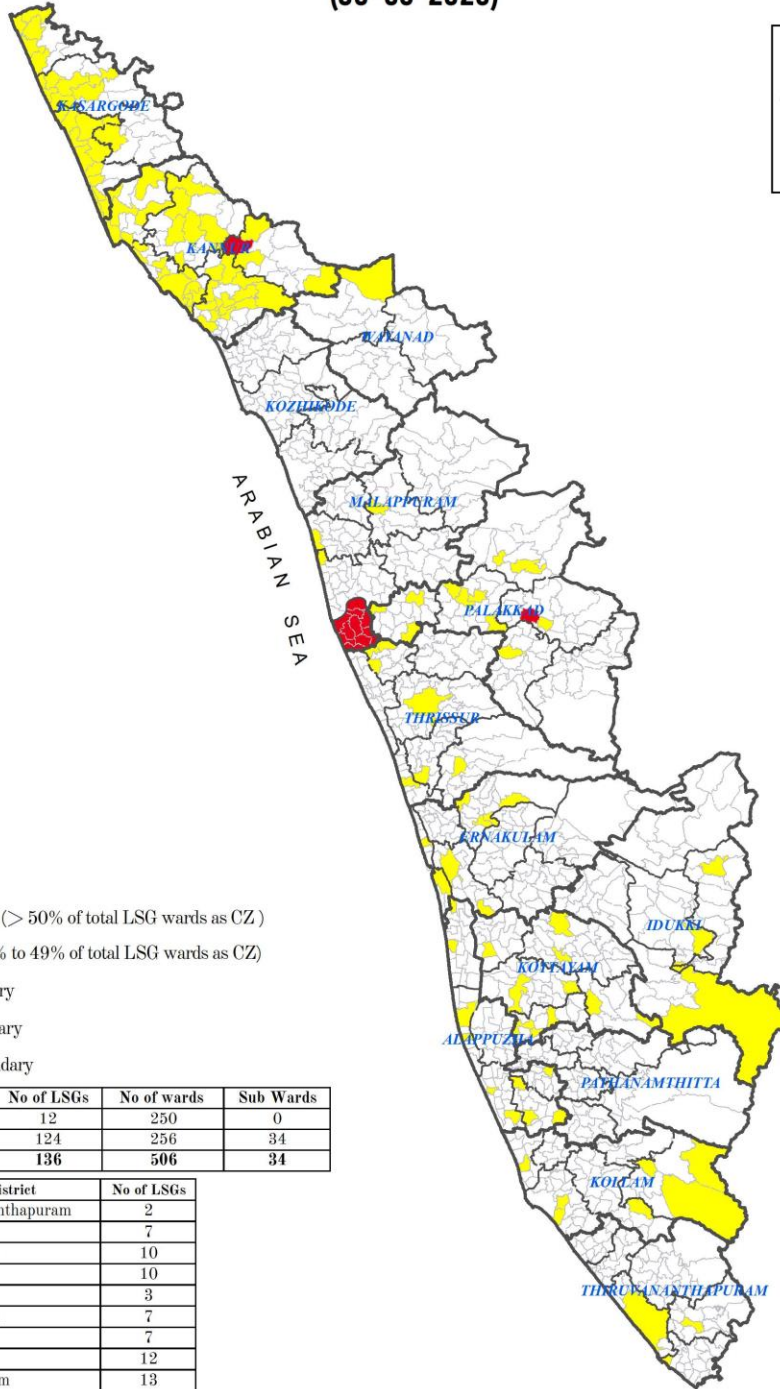 KASARGODE
KANNUR
WAYANAD
KOZHIKODE
ARABIAN SEA
MALAPPURAM
PALAKKAD
THRISSUR
ERNAKULAM
IDUKKI
KOTTAYAM
ALAPPUZHA
PATHANAMTHITTA
KOLLAM
THIRUVANANTHAPURAM
(> 50% of total LSG wards as CZ )
% to 49% of total LSG wards as CZ)
No of LSGs No of wards Sub Wards
12 250 0
124 256 34
136 506 34
No of LSGs
2
7
10
10
3
7
7
12
13